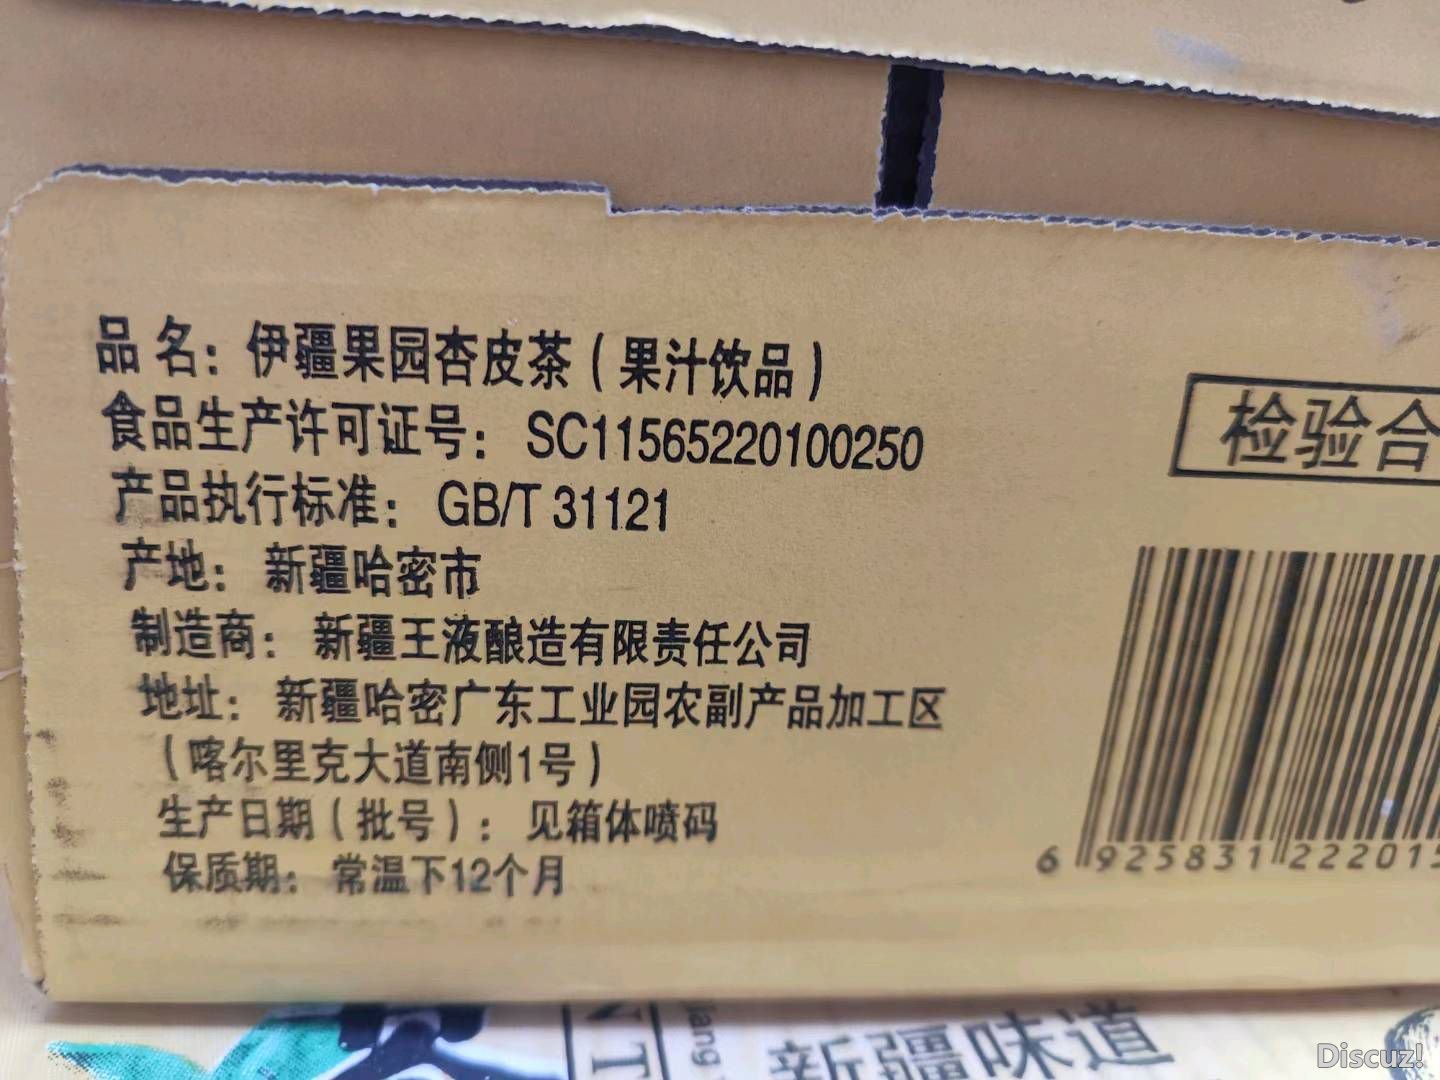 品名：伊疆果园杏皮茶（果汁饮品）
食品生产许可证号：SC11565220100250
产品执行标准：GB/T 31121
产地：新疆哈密市
制造商：新疆王液酿造有限责任公司
地址：新疆哈密广东工业园农副产品加工区
（喀尔里克大道南侧1号）
生产日期（批号）：见箱体喷码
保质期：常温下12个月
检验合
6 925831 222015
新疆味道
Discuz!